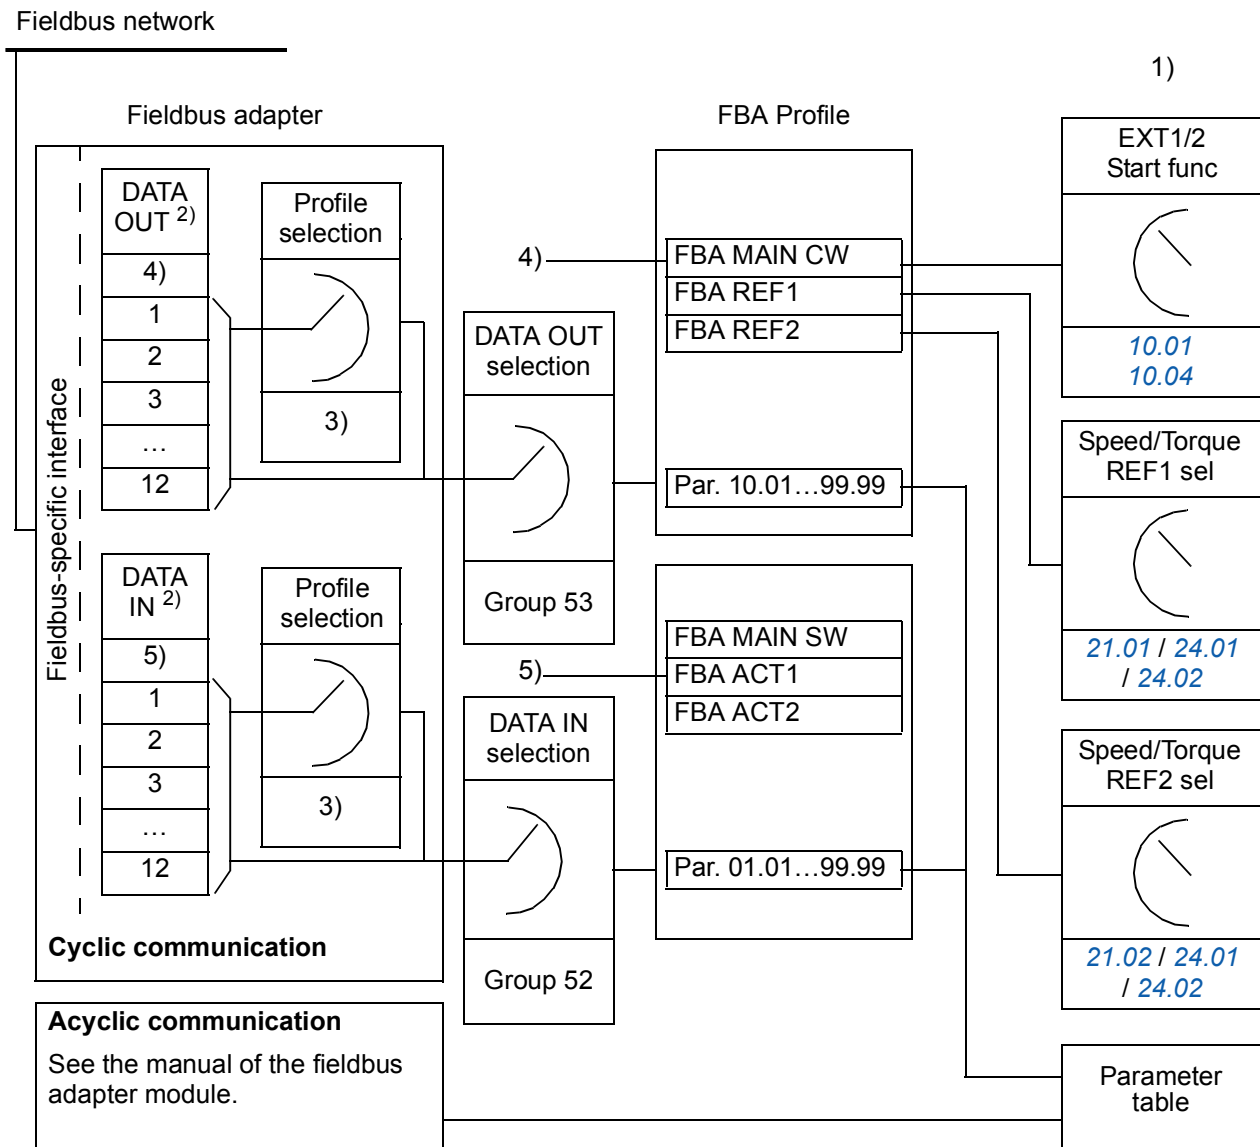 Fieldbus network
1)
Fieldbus adapter
FBA Profile
EXT1/2
Start func
10.01
10.04
Fieldbus-specific interface
DATA
OUT 2)
4)
1
2
3
…
12
Profile
selection
3)
DATA OUT
selection
Group 53
4)
FBA MAIN CW
FBA REF1
FBA REF2
Par. 10.01…99.99
Speed/Torque
REF1 sel
21.01 / 24.01
/ 24.02
DATA
IN 2)
5)
1
2
3
…
12
Profile
selection
3)
5)
DATA IN
selection
Group 52
FBA MAIN SW
FBA ACT1
FBA ACT2
Par. 01.01…99.99
Speed/Torque
REF2 sel
21.02 / 24.01
/ 24.02
Cyclic communication
Acyclic communication
See the manual of the fieldbus
adapter module.
Parameter
table